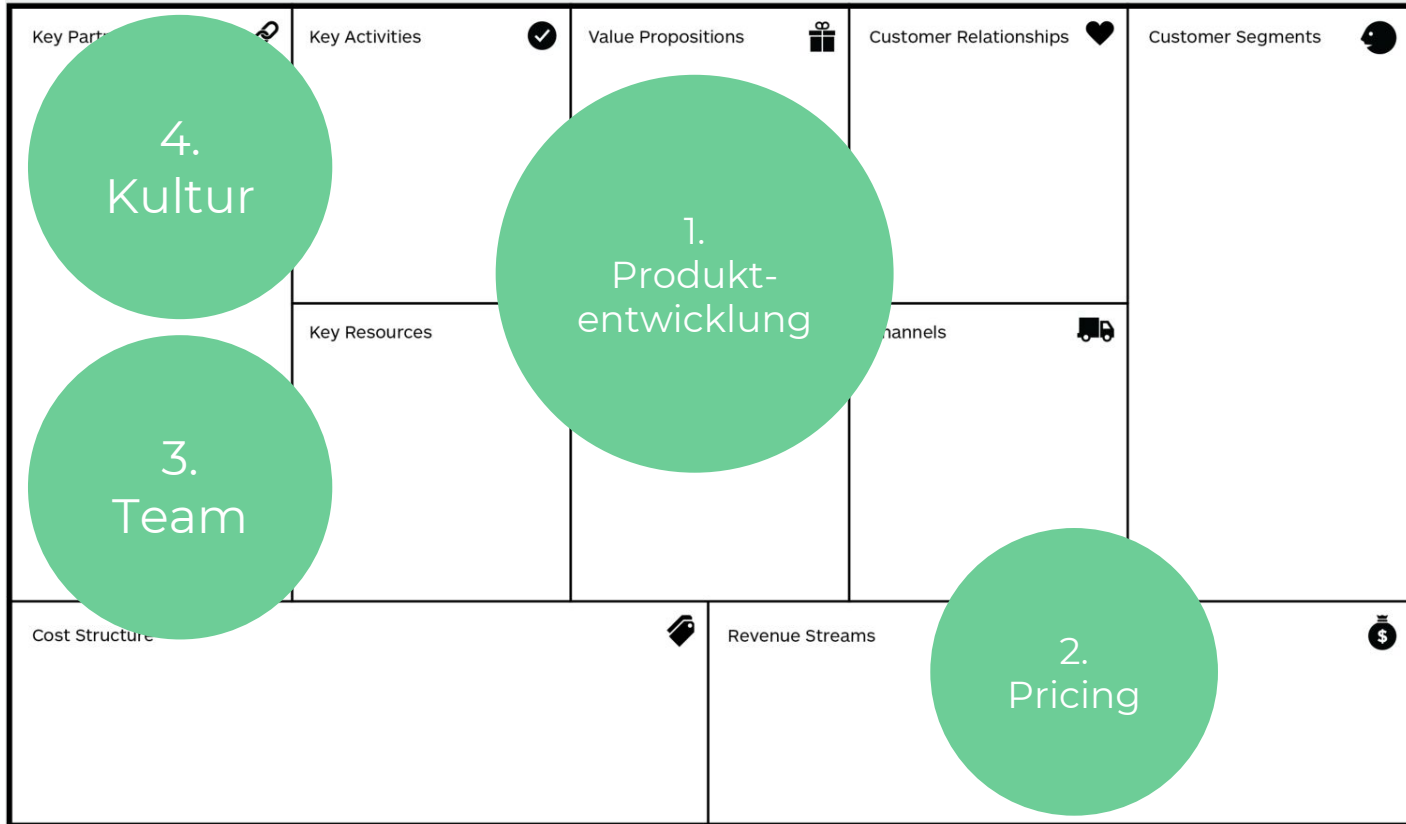 Key Part
Key Activities
Value Propositions
Customer Relationships
Customer Segments
4.
Kultur
1.
Produkt-
entwicklung
Key Resources
hannels
3.
Team
Cost Structure
Revenue Streams
$
2.
Pricing